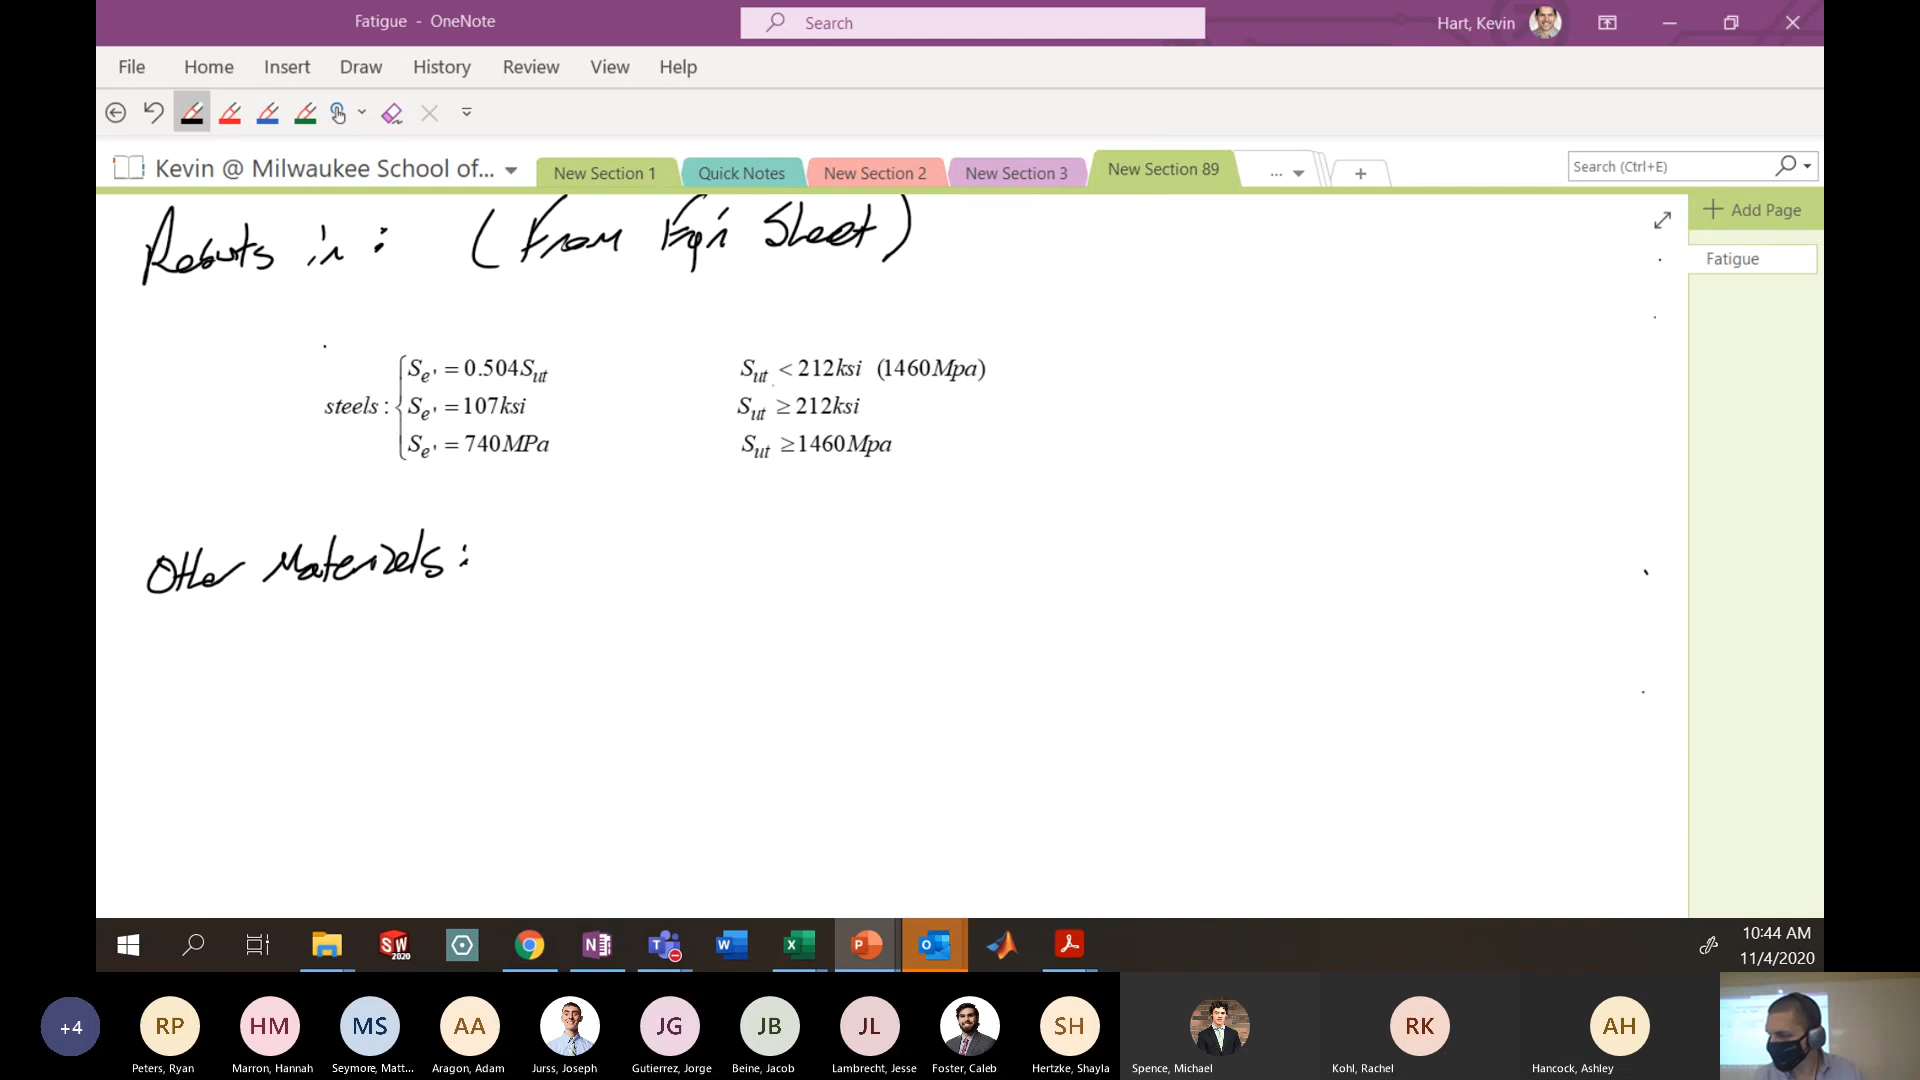 Fatigue - OneNote
Search
Hart, Kevin
File Home Insert Draw History Review View Help
Kevin @ Milwaukee School of...
New Section 1
Quick Notes
New Section 2
New Section 3
New Section 89
...
Search (Ctrl+E)
Add Page
Fatigue
Results in : (From Eqn Sheet)
steels :
Se' = 0.504Sut Sut < 212ksi (1460Mpa)
Se' = 107ksi Sut ≥ 212ksi
Se' = 740MPa Sut ≥1460Mpa
Other Materials :
SW 2020
10:44 AM
11/4/2020
+4
RP
HM
MS
AA
JG
JB
JL
SH
RK
AH
Peters, Ryan
Marron, Hannah
Seymore, Matt...
Aragon, Adam
Jurss, Joseph
Gutierrez, Jorge
Beine, Jacob
Lambrecht, Jesse
Foster, Caleb
Hertzke, Shayla
Spence, Michael
Kohl, Rachel
Hancock, Ashley